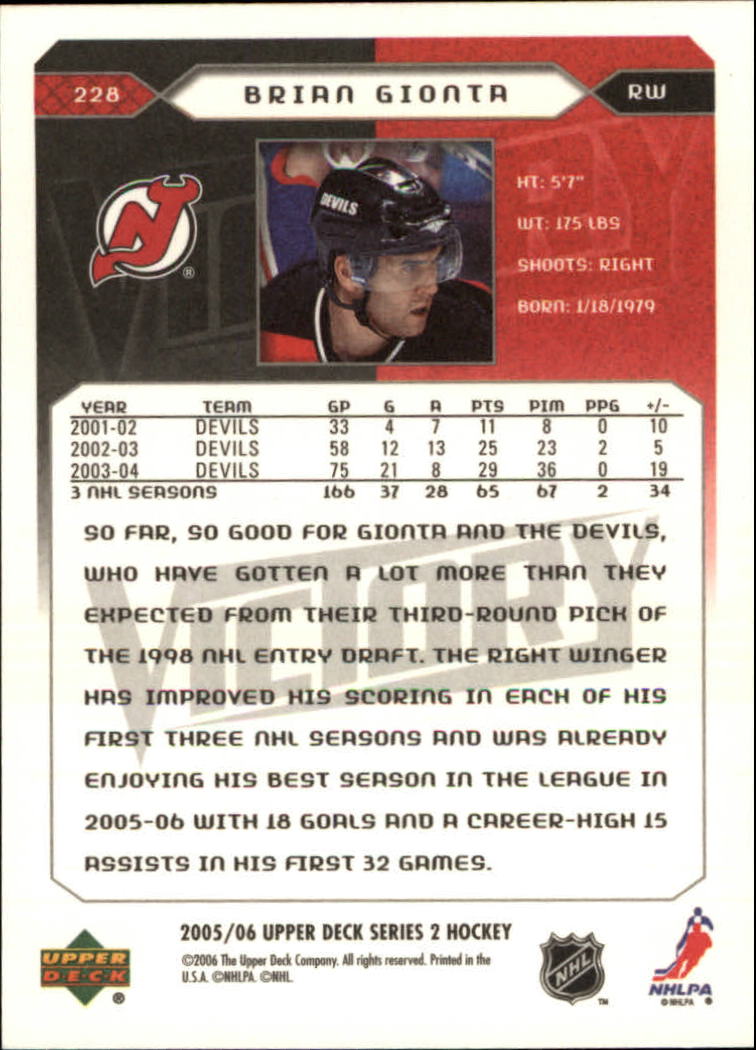 228 BRIAN GIONTA RW
DEVILS
NJ ®
HT: 5'7"
WT: 175 LBS
SHOOTS: RIGHT
BORN: 1/18/1979
YEAR TEAM GP G A PTS PIM PPG +/-
2001-02 DEVILS 33 4 7 11 8 0 10
2002-03 DEVILS 58 12 13 25 23 2 5
2003-04 DEVILS 75 21 8 29 36 0 19
3 NHL SEASONS 166 37 28 65 67 2 34
VICTORY
SO FAR, SO GOOD FOR GIONTA AND THE DEVILS,
WHO HAVE GOTTEN A LOT MORE THAN THEY
EXPECTED FROM THEIR THIRD-ROUND PICK OF
THE 1998 NHL ENTRY DRAFT. THE RIGHT WINGER
HAS IMPROVED HIS SCORING IN EACH OF HIS
FIRST THREE NHL SEASONS AND WAS ALREADY
ENJOYING HIS BEST SEASON IN THE LEAGUE IN
2005-06 WITH 18 GOALS AND A CAREER-HIGH 15
ASSISTS IN HIS FIRST 32 GAMES.
UPPER
DECK
®
2005/06 UPPER DECK SERIES 2 HOCKEY
©2006 The Upper Deck Company. All rights reserved. Printed in the
U.S.A. ©NHLPA. ©NHL.
NHL
TM
NHLPA
©NHLPA ®